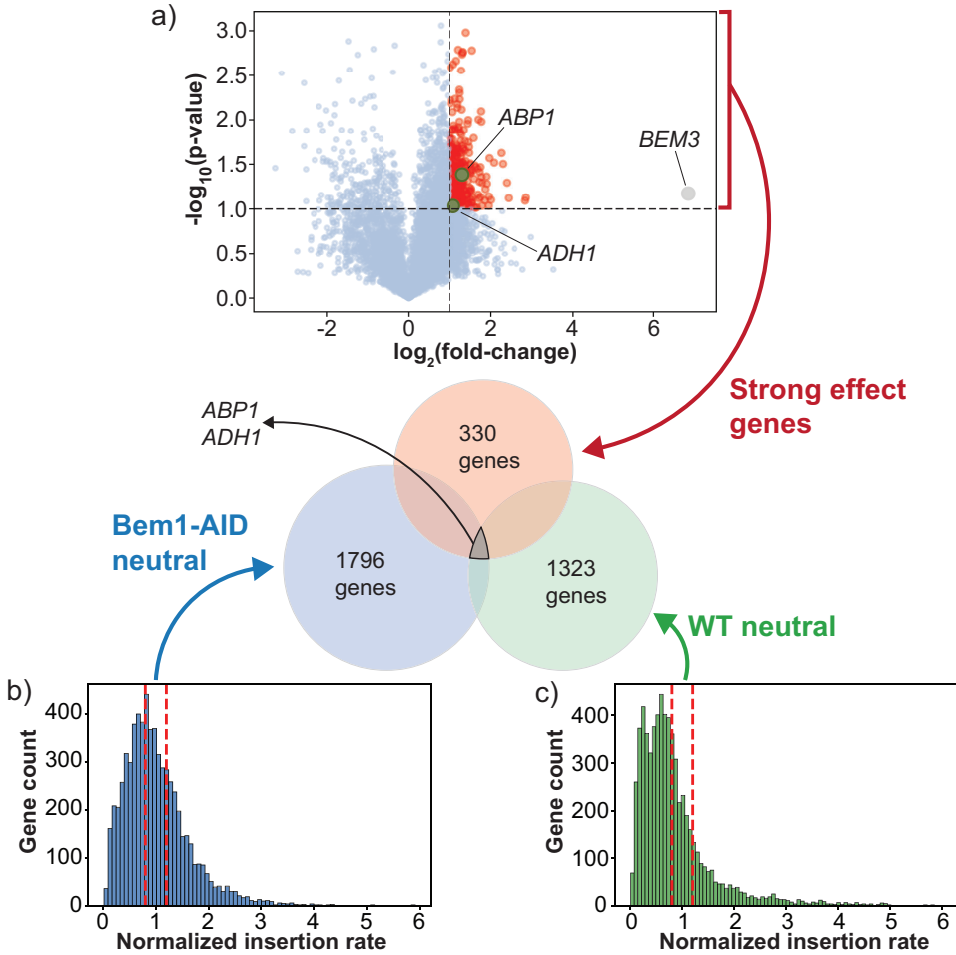 a)
3.0
2.5
2.0
1.5
1.0
0.5
0.0
-log10(p-value)
ABP1
BEM3
ADH1
-2
0
2
4
6
log2(fold-change)
Strong effect
genes
ABP1
ADH1
330
genes
Bem1-AID
neutral
1796
genes
1323
genes
WT neutral
b)
400
300
200
100
0
Gene count
0
1
2
3
4
5
6
Normalized insertion rate
c)
400
300
200
100
0
Gene count
0
1
2
3
4
5
6
Normalized insertion rate